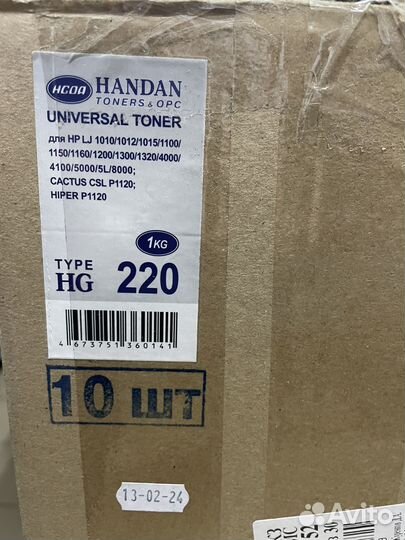 HGOA HANDAN
TONERS & OPC
UNIVERSAL TONER
для HP LJ 1010/1012/1015/1100/
1150/1160/1200/1300/1320/4000/
4100/5000/5L/8000;
CACTUS CSL P1120;
HIPER P1120
1KG
TYPE
HG 220
4 673751 360141
10 шт
13-02-24
Avito